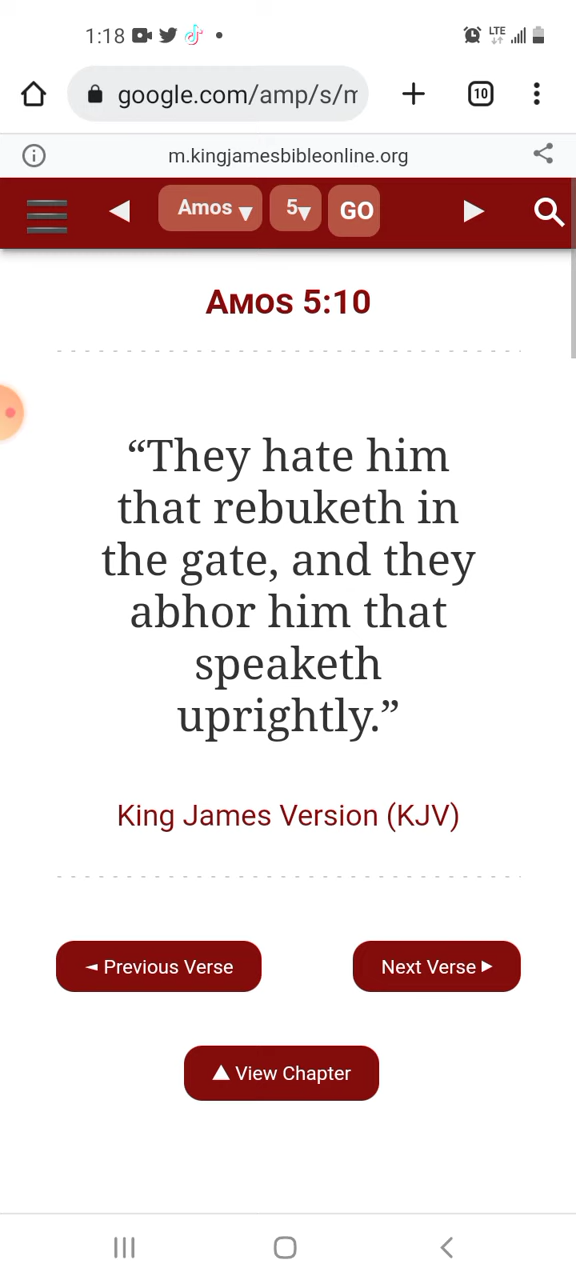 1:18
LTE
google.com/amp/s/m
10
m.kingjamesbibleonline.org
Amos ▼ 5▼ GO
AMOS 5:10
“They hate him
that rebuketh in
the gate, and they
abhor him that
speaketh
uprightly.”
King James Version (KJV)
◄ Previous Verse
Next Verse ►
▲ View Chapter